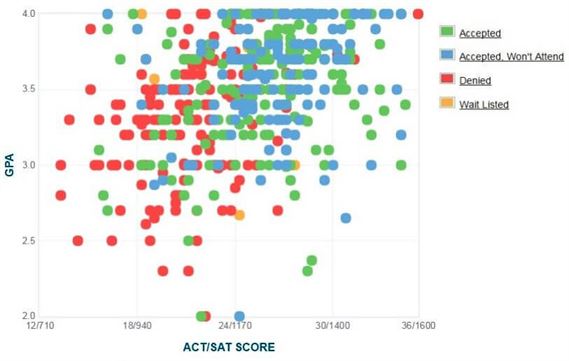 4.0
Accepted
Accepted, Won't Attend
3.5
Denied
Wait Listed
GPA
3.0
2.5
2.0
12/710 18/940 24/1170 30/1400 36/1600
ACT/SAT SCORE